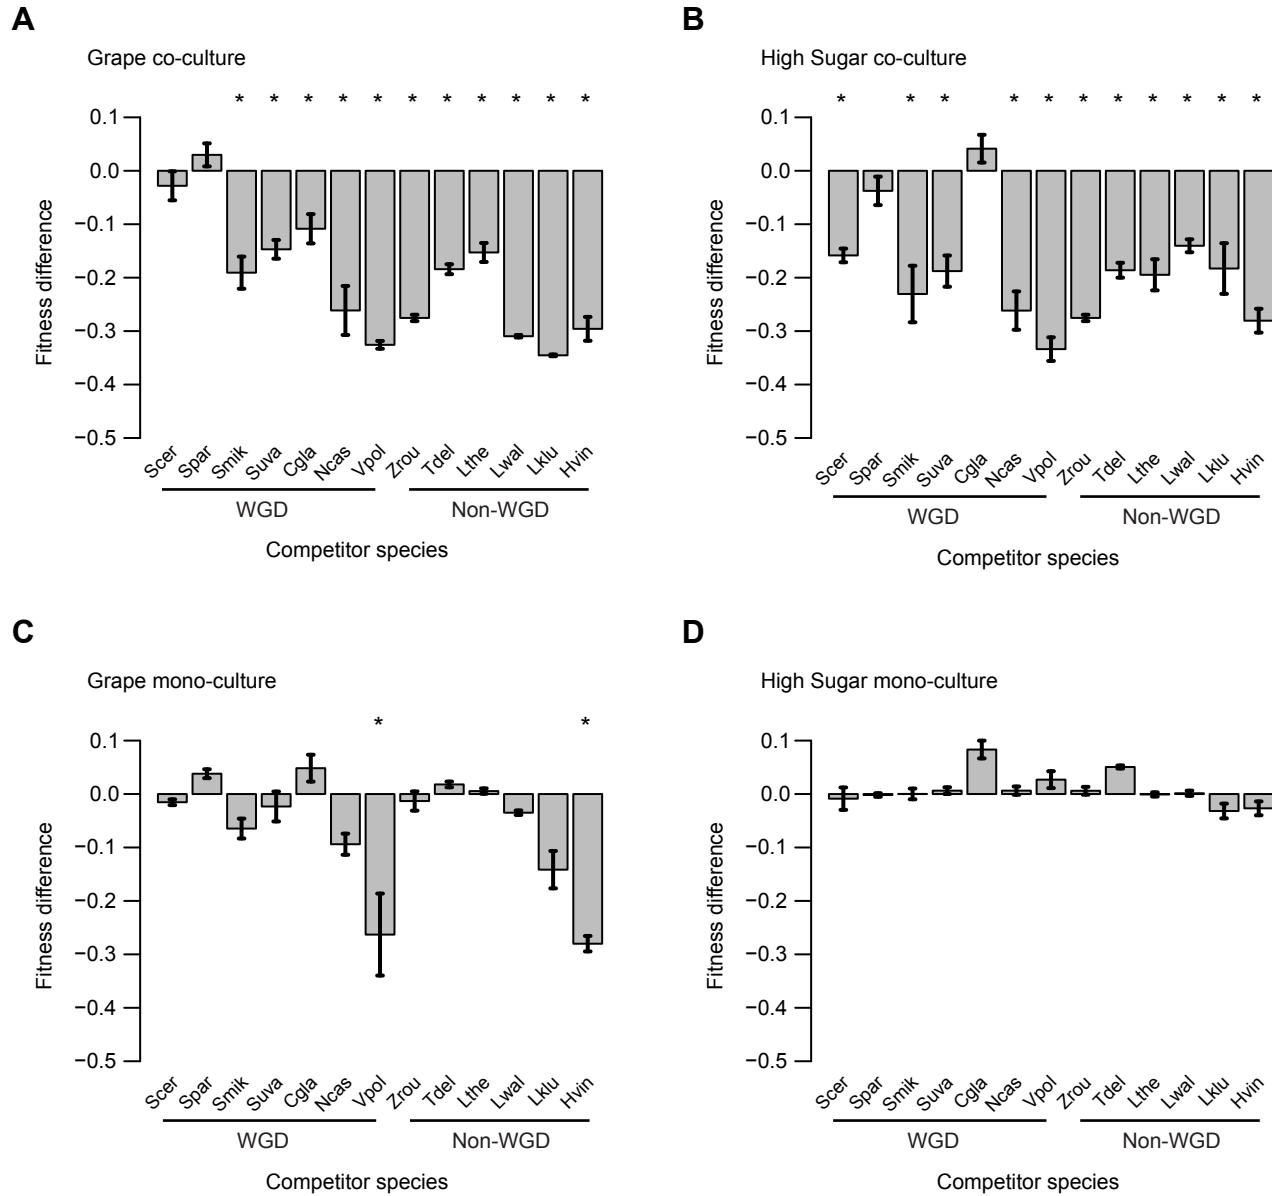 A
Grape co-culture
* * * * * * * * * * *
0.1
0.0
−0.1
−0.2
−0.3
−0.4
−0.5
Fitness difference
Scer Spar Smik Suva Cgla Ncas Vpol Zrou Tdel Lthe Lwal Lklu Hvin
WGD Non-WGD
Competitor species
B
High Sugar co-culture
* * * * * * * * * * *
0.1
0.0
−0.1
−0.2
−0.3
−0.4
−0.5
Fitness difference
Scer Spar Smik Suva Cgla Ncas Vpol Zrou Tdel Lthe Lwal Lklu Hvin
WGD Non-WGD
Competitor species
C
Grape mono-culture
* *
0.1
0.0
−0.1
−0.2
−0.3
−0.4
−0.5
Fitness difference
Scer Spar Smik Suva Cgla Ncas Vpol Zrou Tdel Lthe Lwal Lklu Hvin
WGD Non-WGD
Competitor species
D
High Sugar mono-culture
0.1
0.0
−0.1
−0.2
−0.3
−0.4
−0.5
Fitness difference
Scer Spar Smik Suva Cgla Ncas Vpol Zrou Tdel Lthe Lwal Lklu Hvin
WGD Non-WGD
Competitor species